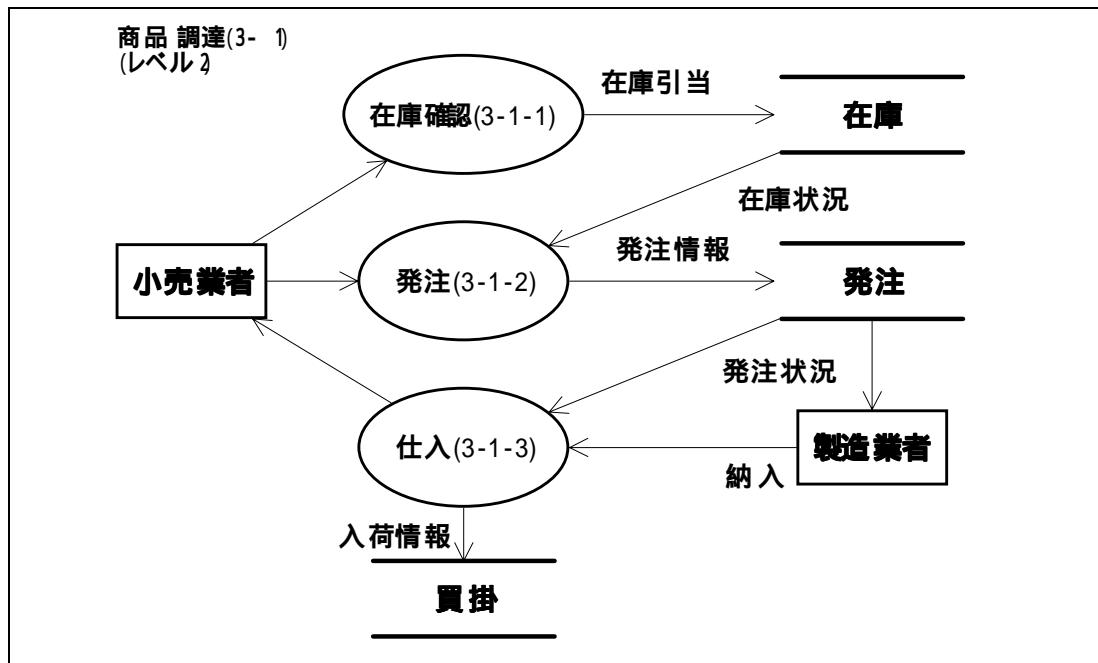 商品調達(3-1)
(レベル2)
在庫確認(3-1-1)
在庫引当
在庫
在庫状況
小売業者
発注(3-1-2)
発注情報
発注
発注状況
仕入(3-1-3)
製造業者
納入
入荷情報
買掛